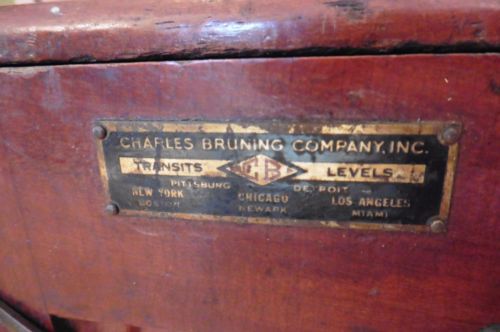 CHARLES BRUNING COMPANY, INC.
TRANSITS C.B. LEVELS
PITTSBURG DETROIT
NEW YORK CHICAGO LOS ANGELES
BOSTON NEWARK MIAMI